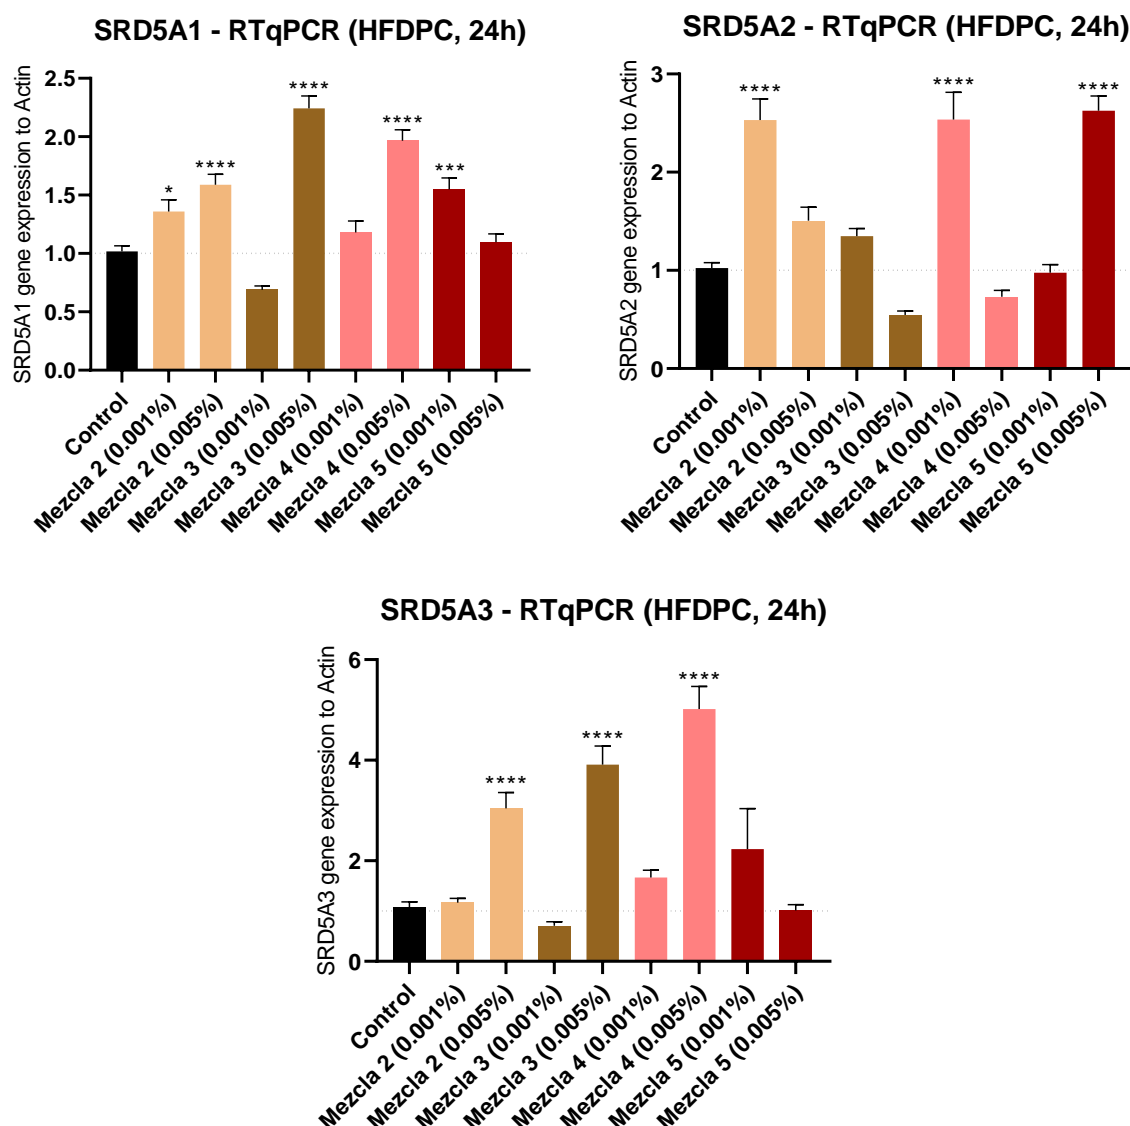 SRD5A1 - RTqPCR (HFDPC, 24h)
SRD5A1 gene expression to Actin
2.5
2.0
1.5
1.0
0.5
0.0
*
****
****
****
***
Control
Mezcla 2 (0.001%)
Mezcla 2 (0.005%)
Mezcla 3 (0.001%)
Mezcla 3 (0.005%)
Mezcla 4 (0.001%)
Mezcla 4 (0.005%)
Mezcla 5 (0.001%)
Mezcla 5 (0.005%)
SRD5A2 - RTqPCR (HFDPC, 24h)
SRD5A2 gene expression to Actin
3
2
1
0
****
****
****
Control
Mezcla 2 (0.001%)
Mezcla 2 (0.005%)
Mezcla 3 (0.001%)
Mezcla 3 (0.005%)
Mezcla 4 (0.001%)
Mezcla 4 (0.005%)
Mezcla 5 (0.001%)
Mezcla 5 (0.005%)
SRD5A3 - RTqPCR (HFDPC, 24h)
SRD5A3 gene expression to Actin
6
4
2
0
****
****
****
Control
Mezcla 2 (0.001%)
Mezcla 2 (0.005%)
Mezcla 3 (0.001%)
Mezcla 3 (0.005%)
Mezcla 4 (0.001%)
Mezcla 4 (0.005%)
Mezcla 5 (0.001%)
Mezcla 5 (0.005%)